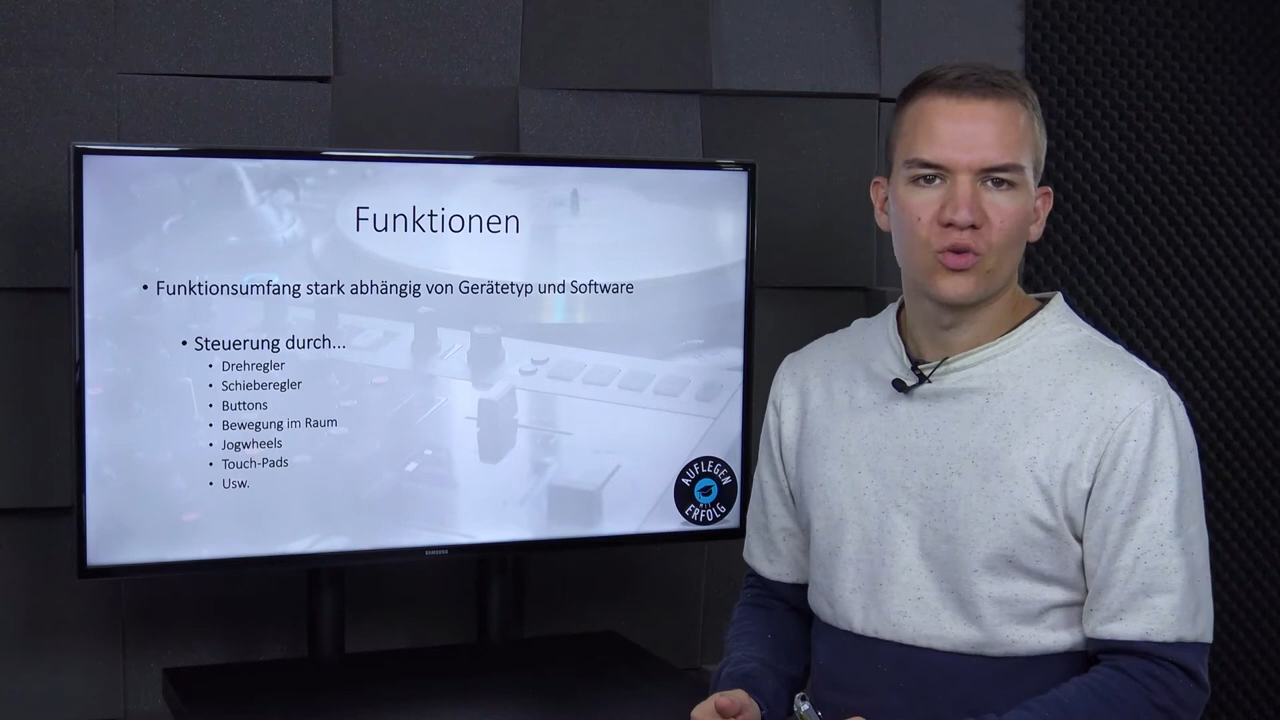 Funktionen
• Funktionsumfang stark abhängig von Gerätetyp und Software
• Steuerung durch...
• Drehregler
• Schieberegler
• Buttons
• Bewegung im Raum
• Jogwheels
• Touch-Pads
• Usw.
AUFLEGEN
MIT
ERFOLG
SAMSUNG